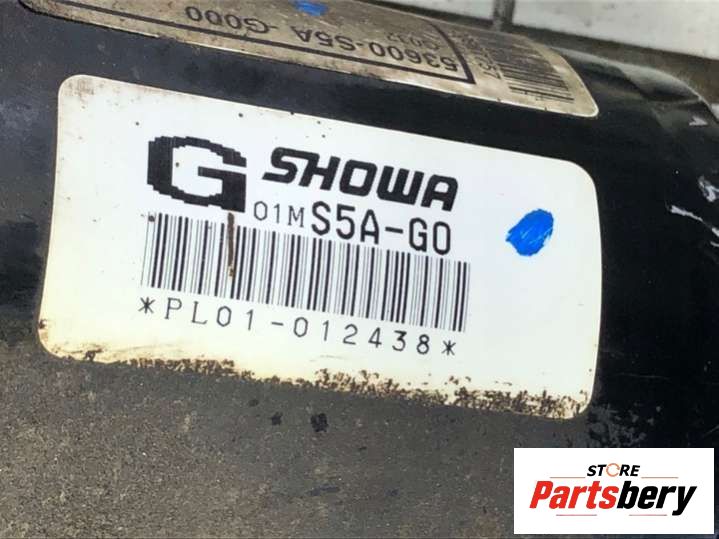 53600-S5A-G000
G SHOWA
01M S5A-G0
*PL01-012438*
STORE
Partsbery